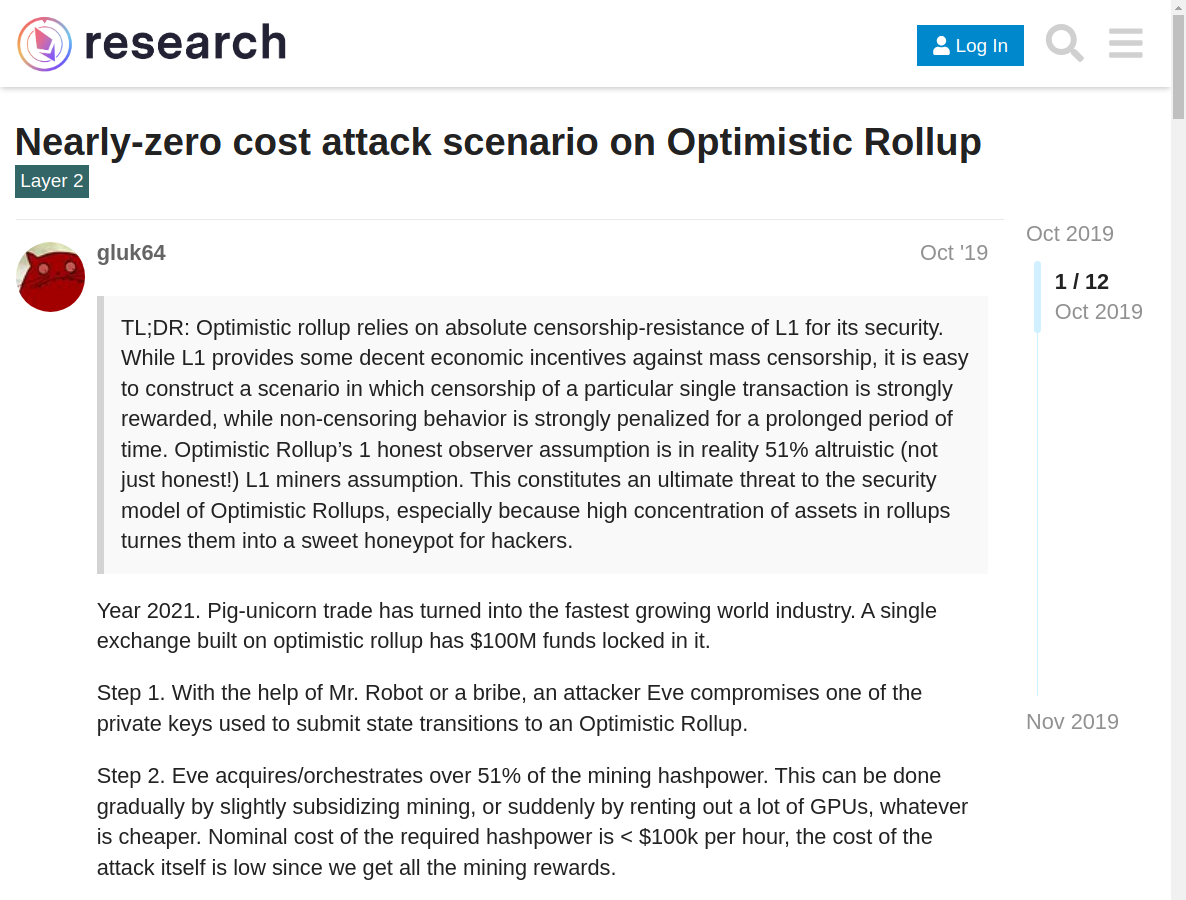 research
Log In
Nearly-zero cost attack scenario on Optimistic Rollup
Layer 2
gluk64
Oct '19
TL;DR: Optimistic rollup relies on absolute censorship-resistance of L1 for its security.
While L1 provides some decent economic incentives against mass censorship, it is easy
to construct a scenario in which censorship of a particular single transaction is strongly
rewarded, while non-censoring behavior is strongly penalized for a prolonged period of
time. Optimistic Rollup’s 1 honest observer assumption is in reality 51% altruistic (not
just honest!) L1 miners assumption. This constitutes an ultimate threat to the security
model of Optimistic Rollups, especially because high concentration of assets in rollups
turnes them into a sweet honeypot for hackers.
Year 2021. Pig-unicorn trade has turned into the fastest growing world industry. A single
exchange built on optimistic rollup has $100M funds locked in it.
Step 1. With the help of Mr. Robot or a bribe, an attacker Eve compromises one of the
private keys used to submit state transitions to an Optimistic Rollup.
Step 2. Eve acquires/orchestrates over 51% of the mining hashpower. This can be done
gradually by slightly subsidizing mining, or suddenly by renting out a lot of GPUs, whatever
is cheaper. Nominal cost of the required hashpower is < $100k per hour, the cost of the
attack itself is low since we get all the mining rewards.
Oct 2019
1 / 12
Oct 2019
Nov 2019